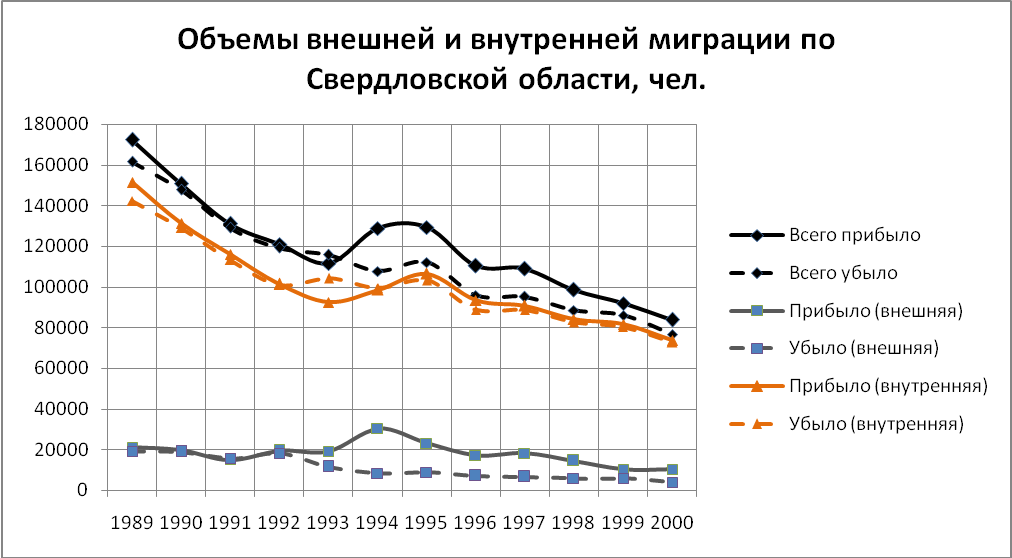 Объемы внешней и внутренней миграции по
Свердловской области, чел.
180000
160000
140000
120000
100000
80000
60000
40000
20000
0
1989 1990 1991 1992 1993 1994 1995 1996 1997 1998 1999 2000
Всего прибыло
Всего убыло
Прибыло (внешняя)
Убыло (внешняя)
Прибыло (внутренняя)
Убыло (внутренняя)